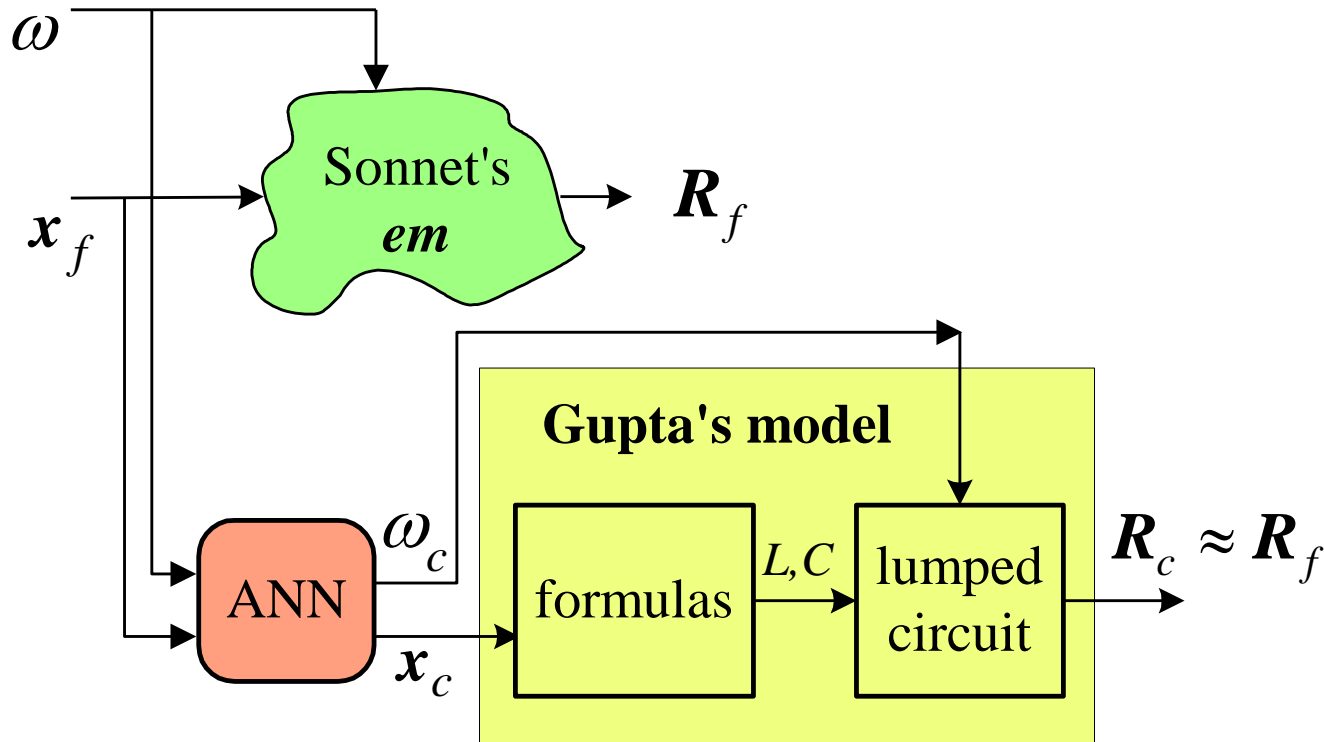 ω
Sonnet's
em
x_f
R_f
Gupta's model
ω_c
ANN
x_c
formulas
L,C
lumped
circuit
R_c ≈ R_f